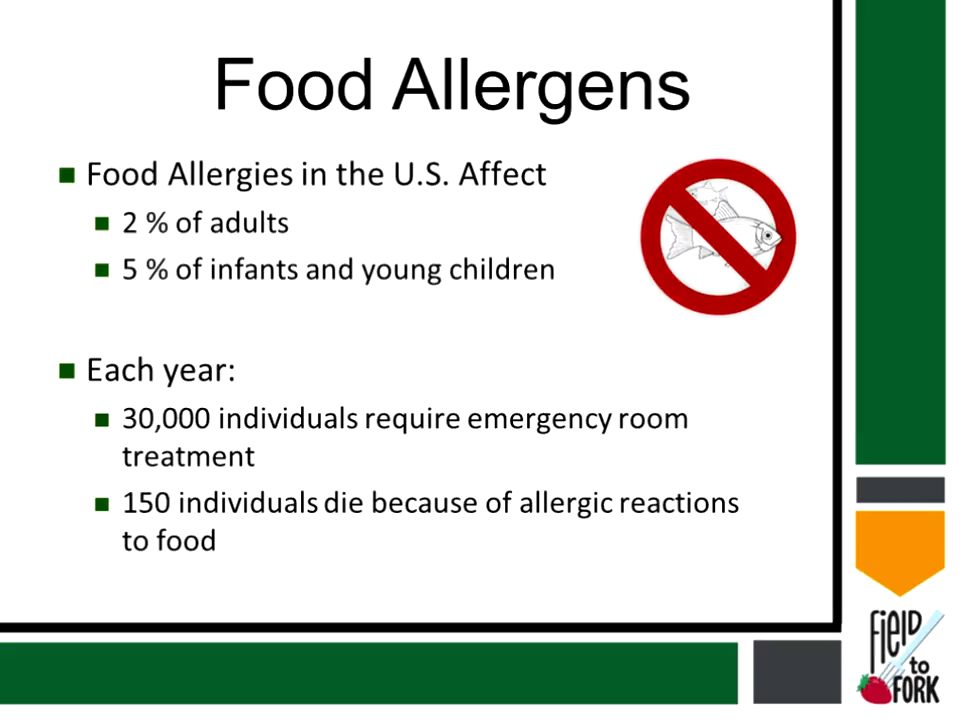 Food Allergens
Food Allergies in the U.S. Affect
2 % of adults
5 % of infants and young children
Each year:
30,000 individuals require emergency room
treatment
150 individuals die because of allergic reactions
to food
FiELD
to
FORK